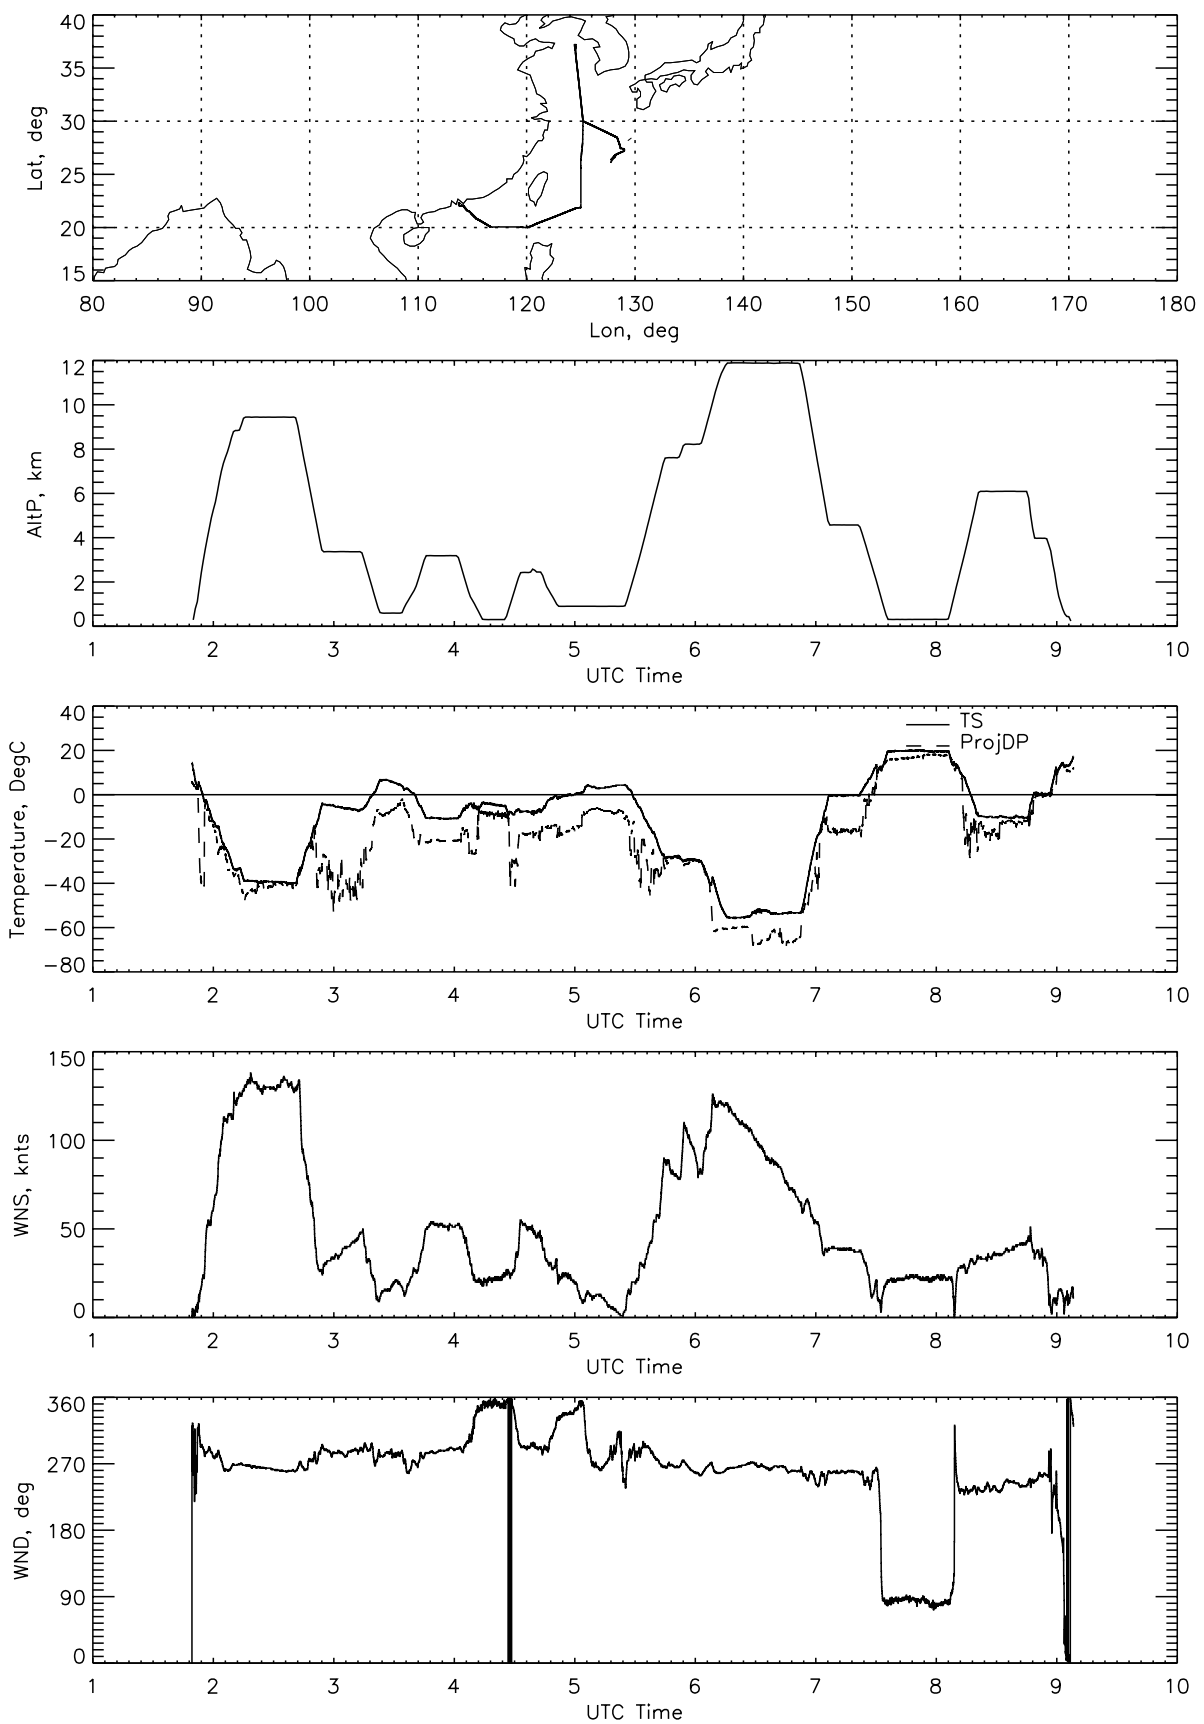 40
35
30
25
20
15
Lat, deg
80 90 100 110 120 130 140 150 160 170 180
Lon, deg
12
10
8
6
4
2
0
AltP, km
1 2 3 4 5 6 7 8 9 10
UTC Time
40
20
0
−20
−40
−60
−80
Temperature, DegC
TS
ProjDP
1 2 3 4 5 6 7 8 9 10
UTC Time
150
100
50
0
WNS, knts
1 2 3 4 5 6 7 8 9 10
UTC Time
360
270
180
90
0
WND, deg
1 2 3 4 5 6 7 8 9 10
UTC Time